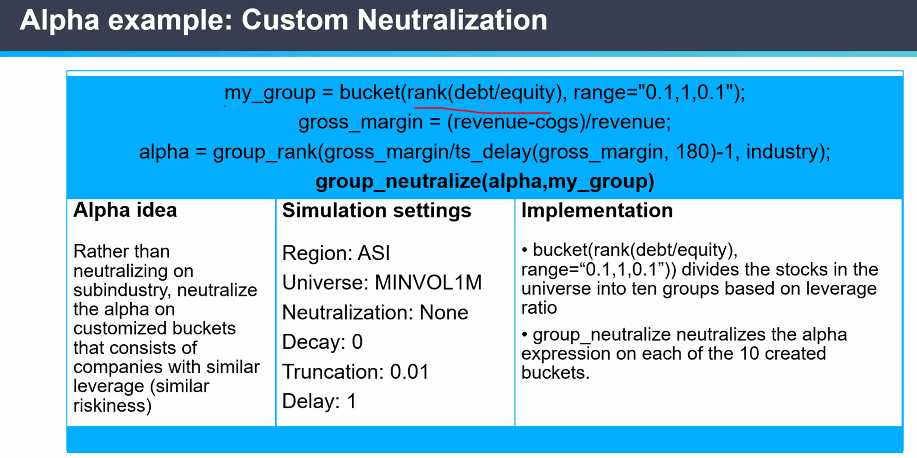 Alpha example: Custom Neutralization
my_group = bucket(rank(debt/equity), range="0.1,1,0.1");
gross_margin = (revenue-cogs)/revenue;
alpha = group_rank(gross_margin/ts_delay(gross_margin, 180)-1, industry);
group_neutralize(alpha,my_group)
Alpha idea
Rather than
neutralizing on
subindustry, neutralize
the alpha on
customized buckets
that consists of
companies with similar
leverage (similar
riskiness)
Simulation settings
Region: ASI
Universe: MINVOL1M
Neutralization: None
Decay: 0
Truncation: 0.01
Delay: 1
Implementation
• bucket(rank(debt/equity),
range=“0.1,1,0.1”)) divides the stocks in the
universe into ten groups based on leverage
ratio
• group_neutralize neutralizes the alpha
expression on each of the 10 created
buckets.